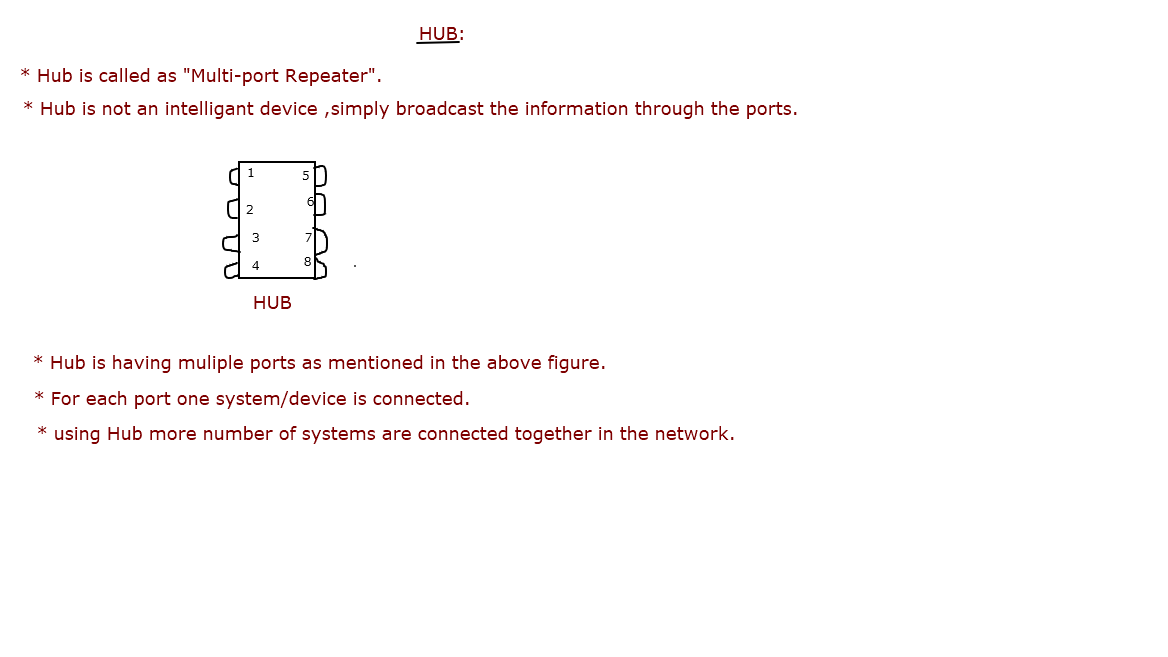 HUB:
* Hub is called as "Multi-port Repeater".
* Hub is not an intelligant device ,simply broadcast the information through the ports.
1 5
2 6
3 7
4 8
HUB
* Hub is having muliple ports as mentioned in the above figure.
* For each port one system/device is connected.
* using Hub more number of systems are connected together in the network.